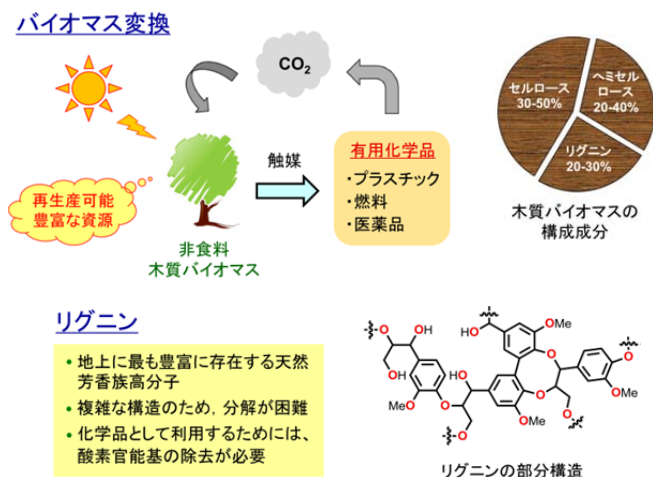 バイオマス変換
CO2
触媒
再生産可能
豊富な資源
非食料
木質バイオマス
有用化学品
・プラスチック
・燃料
・医薬品
セルロース
30-50%
ヘミセル
ロース
20-40%
リグニン
20-30%
木質バイオマスの
構成成分
リグニン
• 地上に最も豊富に存在する天然
芳香族高分子
• 複雑な構造のため，分解が困難
• 化学品として利用するためには、
酸素官能基の除去が必要
O
OH
OH
MeO
O
OH
O
HO
OMe
O
O
OMe
O
O
OMe
リグニンの部分構造